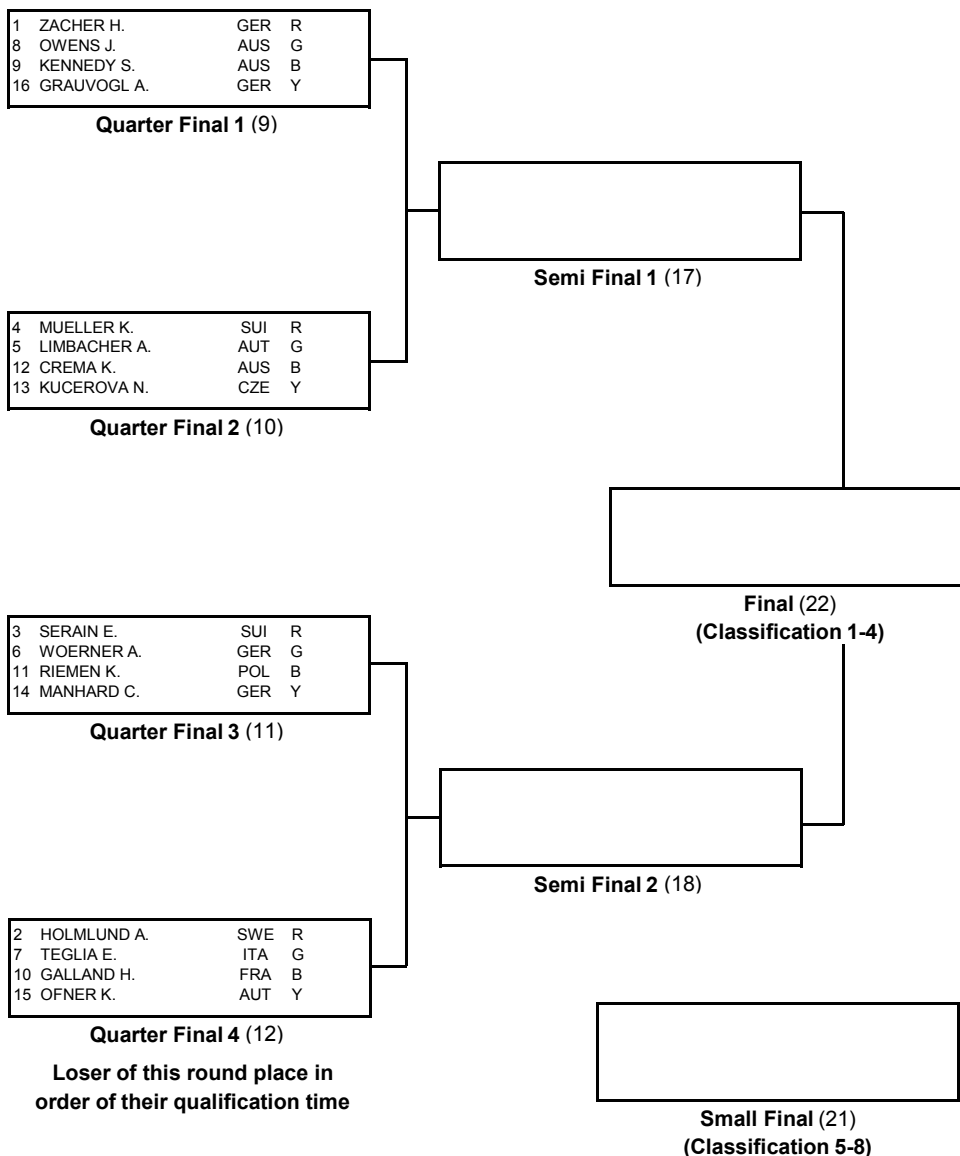 1 ZACHER H. GER R
8 OWENS J. AUS G
9 KENNEDY S. AUS B
16 GRAUVOGL A. GER Y
Quarter Final 1 (9)
Semi Final 1 (17)
4 MUELLER K. SUI R
5 LIMBACHER A. AUT G
12 CREMA K. AUS B
13 KUCEROVA N. CZE Y
Quarter Final 2 (10)
Final (22)
(Classification 1-4)
3 SERAIN E. SUI R
6 WOERNER A. GER G
11 RIEMEN K. POL B
14 MANHARD C. GER Y
Quarter Final 3 (11)
Semi Final 2 (18)
2 HOLMLUND A. SWE R
7 TEGLIA E. ITA G
10 GALLAND H. FRA B
15 OFNER K. AUT Y
Quarter Final 4 (12)
Loser of this round place in
order of their qualification time
Small Final (21)
(Classification 5-8)